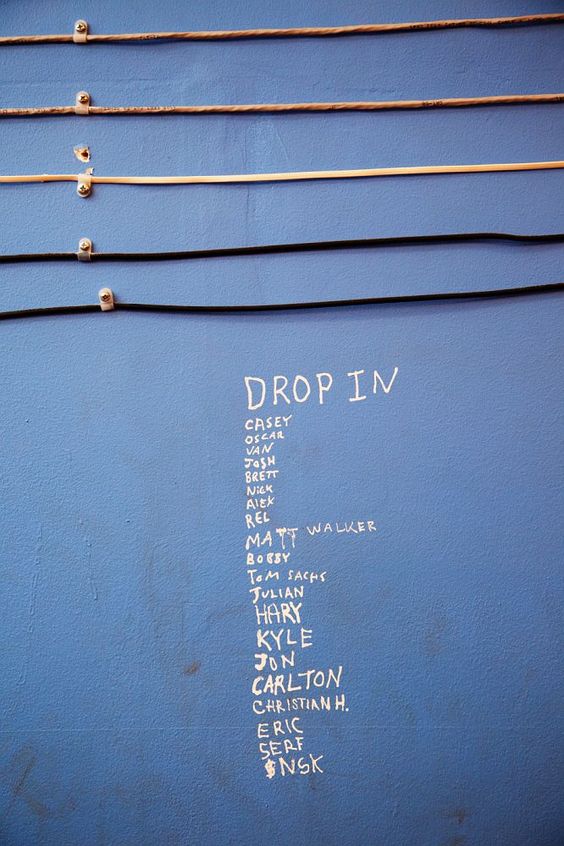 DROP IN
CASEY
OSCAR
VAN
JOSH
BRETT
NICK
ALEX
REL
MATT WALKER
BOBBY
TOM SACHS
JULIAN
HARY
KYLE
JON
CARLTON
CHRISTIAN H.
ERIC
SERF
$NSK